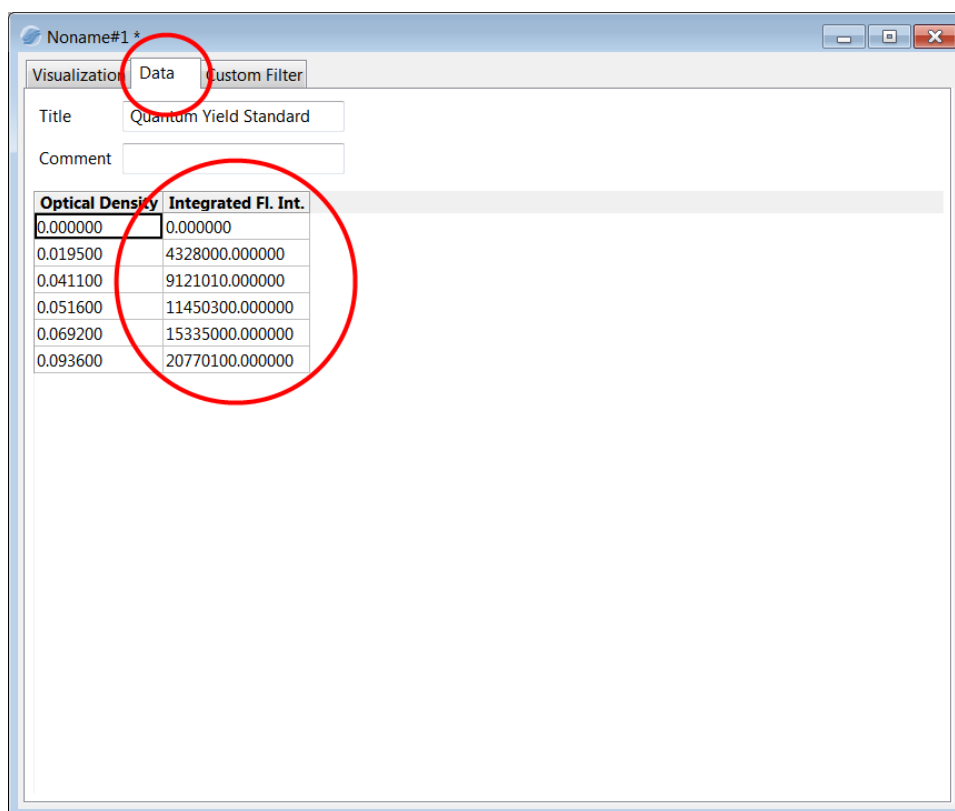 Noname#1 *
Visualization Data Custom Filter
Title Quantum Yield Standard
Comment
Optical Density Integrated Fl. Int.
0.000000 0.000000
0.019500 4328000.000000
0.041100 9121010.000000
0.051600 11450300.000000
0.069200 15335000.000000
0.093600 20770100.000000